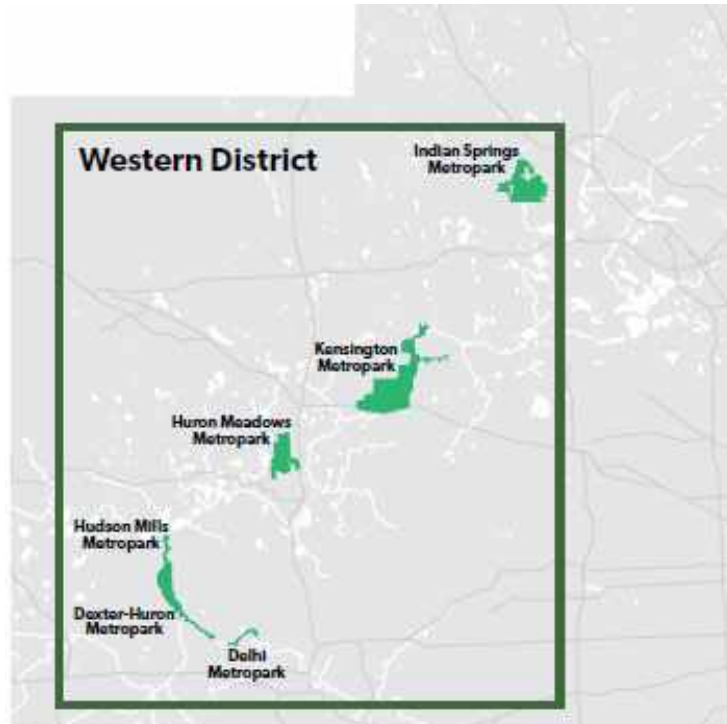 Western District
Indian Springs
Metropark
Kensington
Metropark
Huron Meadows
Metropark
Hudson Mills
Metropark
Dexter-Huron
Metropark
Delhi
Metropark